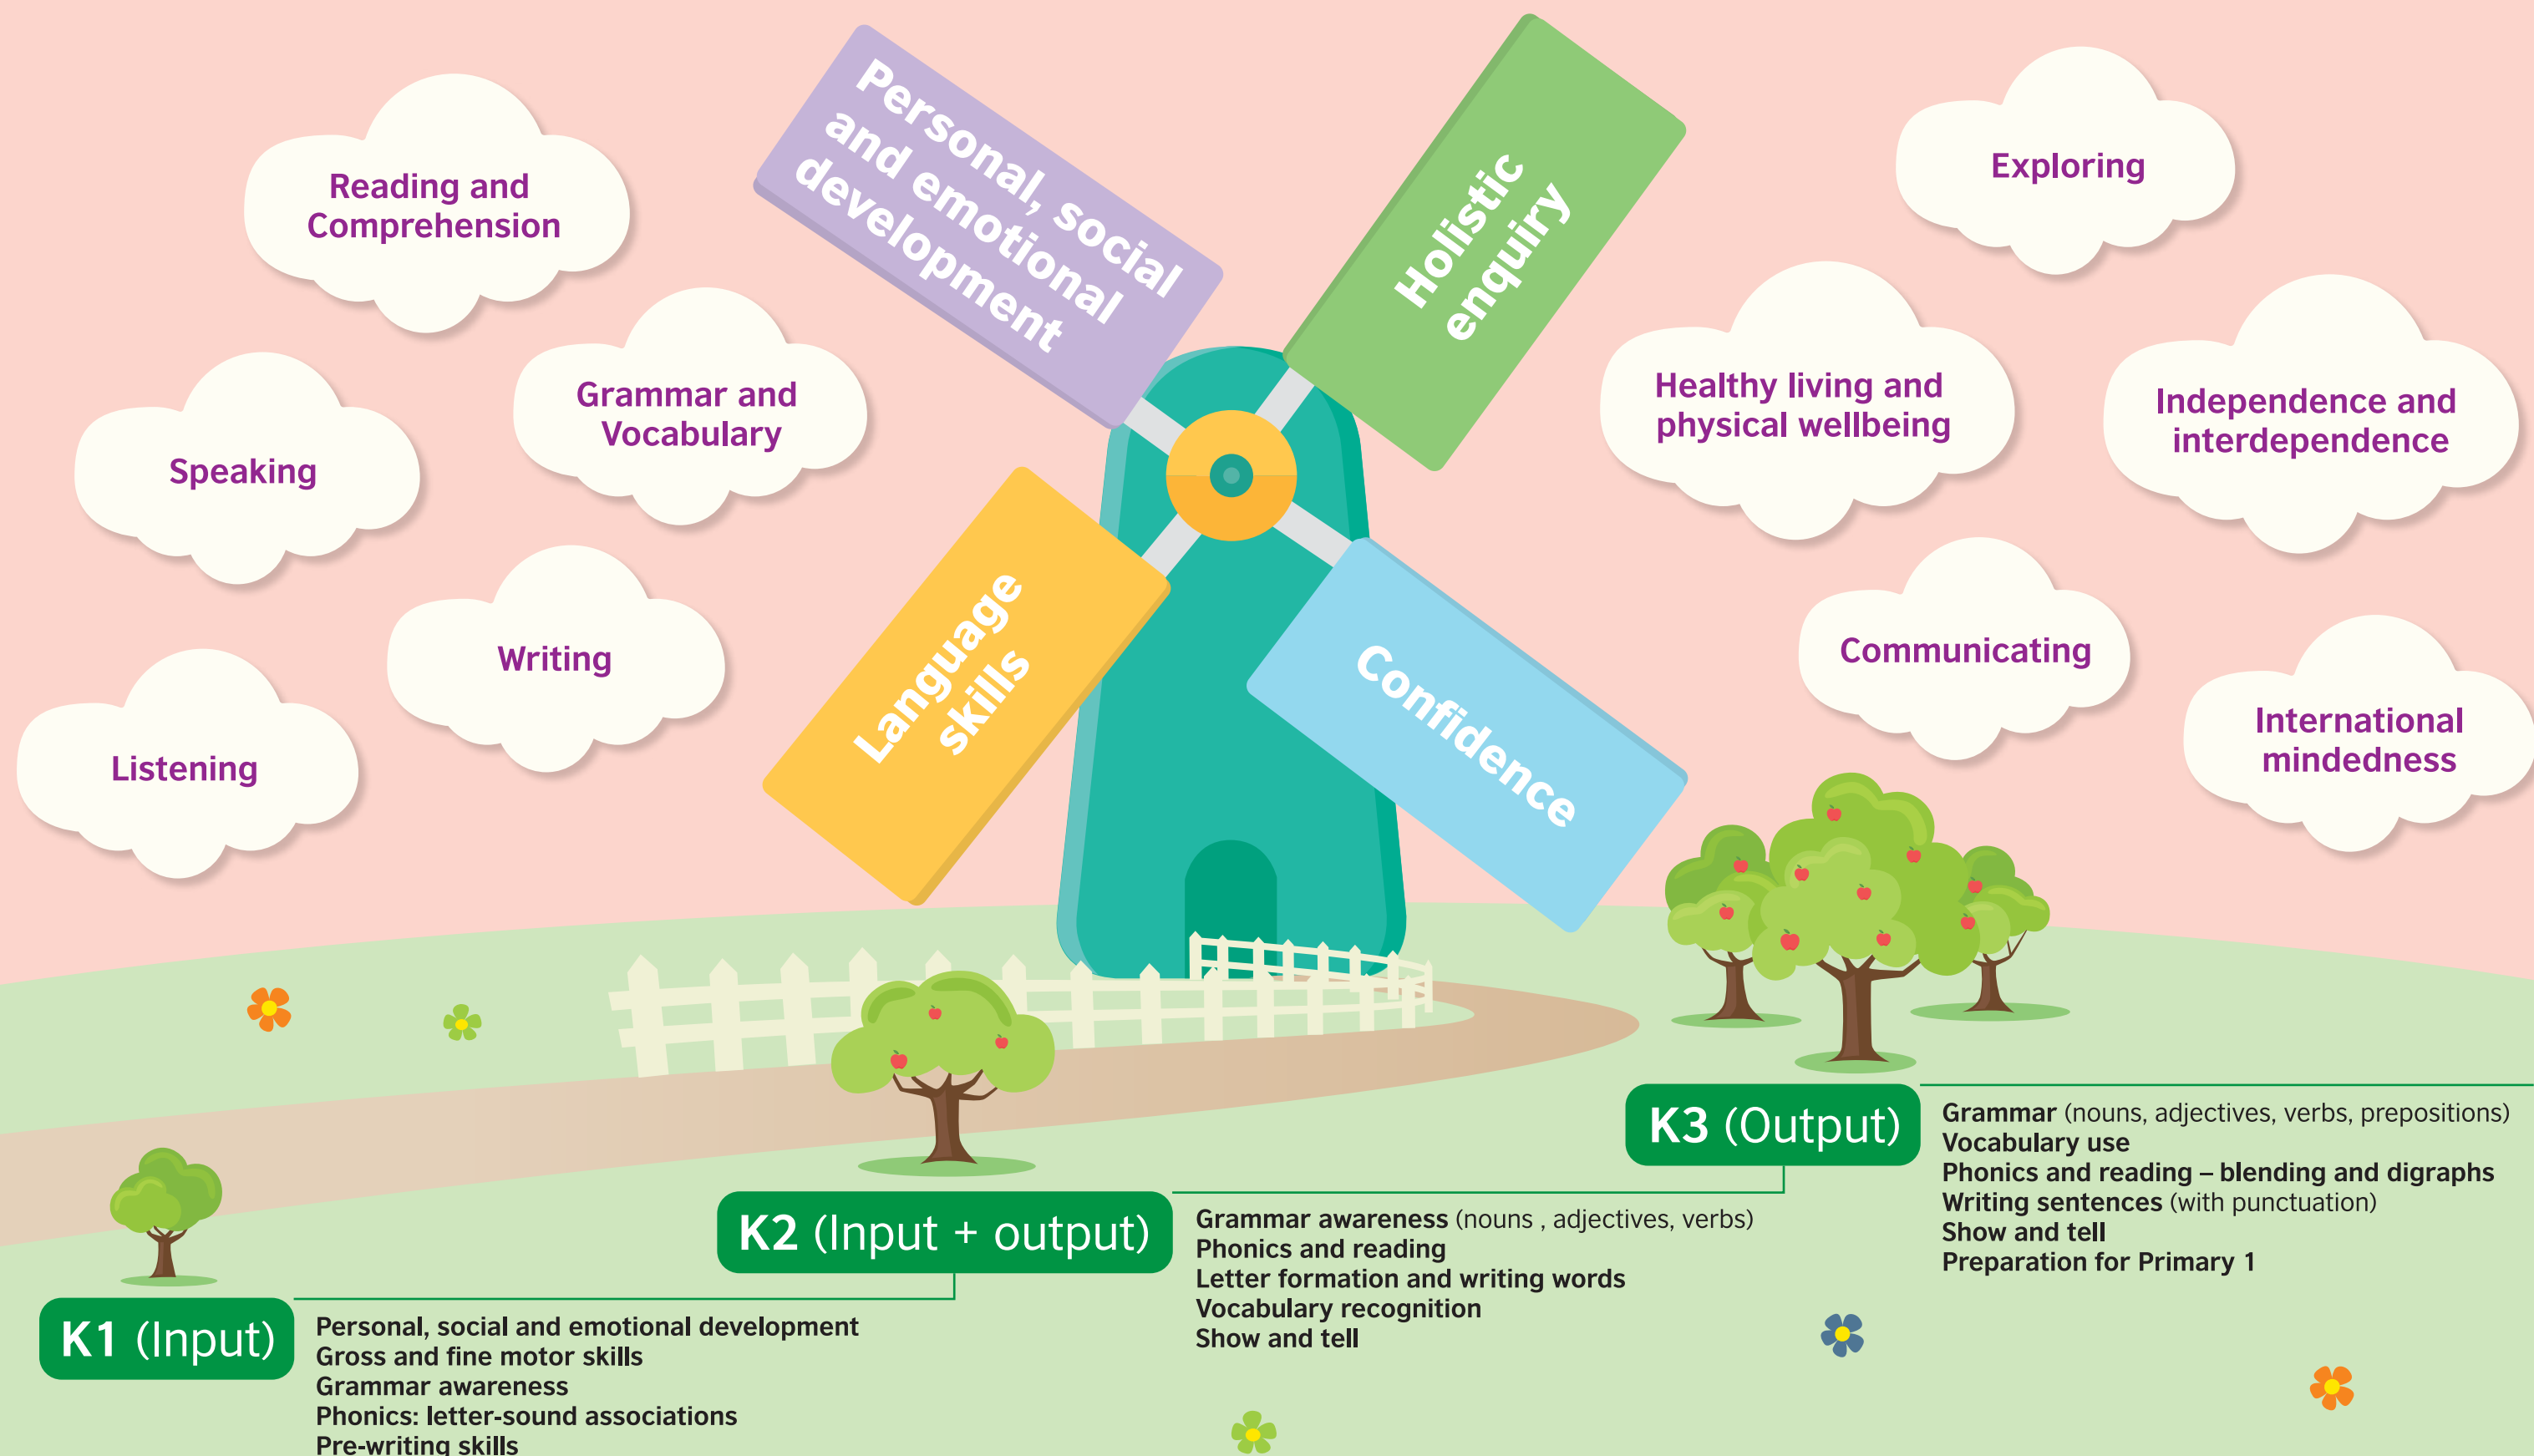 Reading and
Comprehension
Grammar and
Vocabulary
Speaking
Writing
Listening
Personal, social
and emotional
development
Holistic
enquiry
Language
skills
Confidence
Exploring
Healthy living and
physical wellbeing
Independence and
interdependence
Communicating
International
mindedness
K1 (Input)
Personal, social and emotional development
Gross and fine motor skills
Grammar awareness
Phonics: letter-sound associations
Pre-writing skills
K2 (Input + output)
Grammar awareness (nouns , adjectives, verbs)
Phonics and reading
Letter formation and writing words
Vocabulary recognition
Show and tell
K3 (Output)
Grammar (nouns, adjectives, verbs, prepositions)
Vocabulary use
Phonics and reading – blending and digraphs
Writing sentences (with punctuation)
Show and tell
Preparation for Primary 1